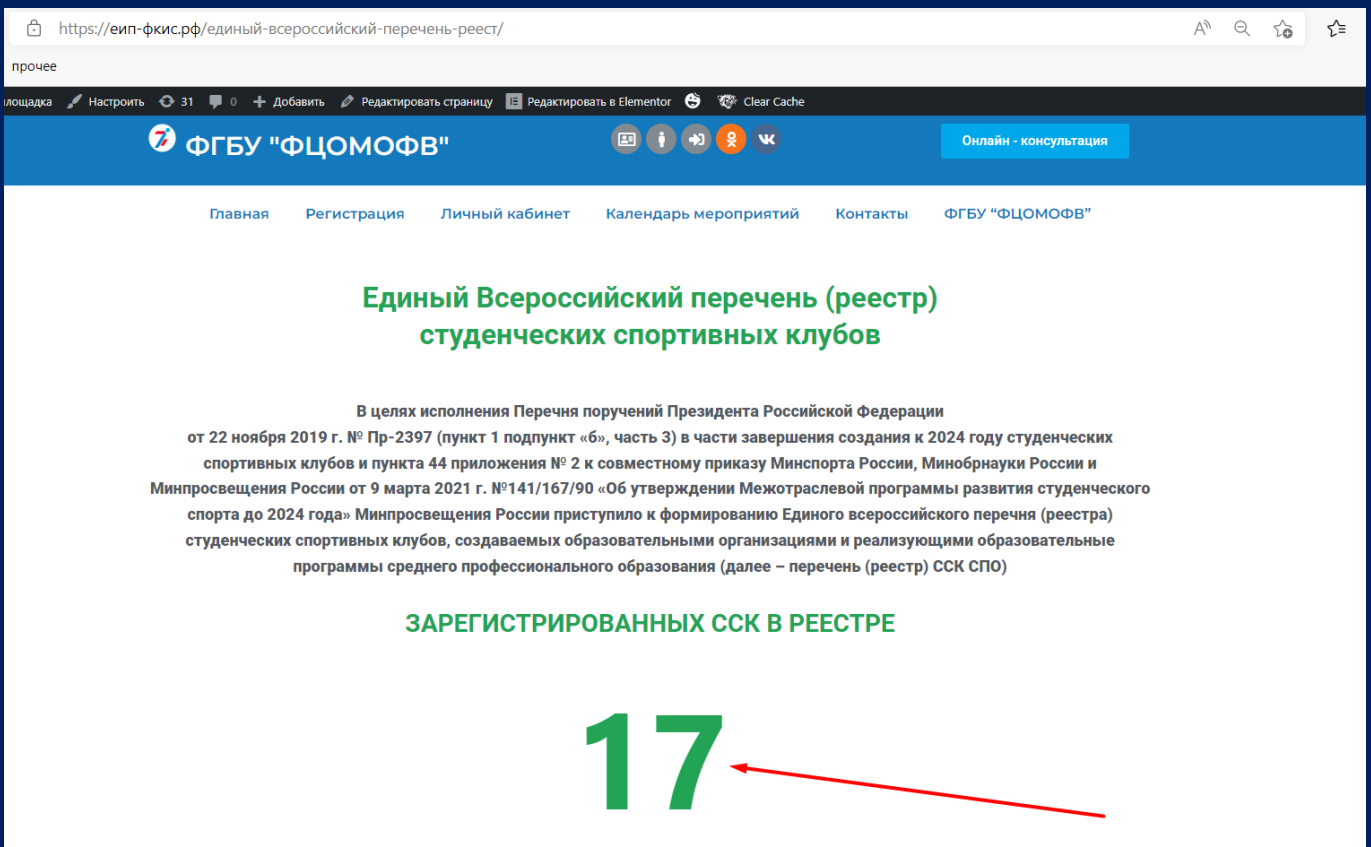 https://еип-фкис.рф/единый-всероссийский-перечень-реест/
прочее
лощадка Настроить 31 0 + Добавить Редактировать страницу Редактировать в Elementor Clear Cache
ФГБУ "ФЦОМОФВ"
Онлайн - консультация
Главная Регистрация Личный кабинет Календарь мероприятий Контакты ФГБУ “ФЦОМОФВ”
Единый Всероссийский перечень (реестр)
студенческих спортивных клубов
В целях исполнения Перечня поручений Президента Российской Федерации
от 22 ноября 2019 г. № Пр-2397 (пункт 1 подпункт «б», часть 3) в части завершения создания к 2024 году студенческих
спортивных клубов и пункта 44 приложения № 2 к совместному приказу Минспорта России, Минобрнауки России и
Минпросвещения России от 9 марта 2021 г. №141/167/90 «Об утверждении Межотраслевой программы развития студенческого
спорта до 2024 года» Минпросвещения России приступило к формированию Единого всероссийского перечня (реестра)
студенческих спортивных клубов, создаваемых образовательными организациями и реализующими образовательные
программы среднего профессионального образования (далее – перечень (реестр) ССК СПО)
ЗАРЕГИСТРИРОВАННЫХ ССК В РЕЕСТРЕ
17